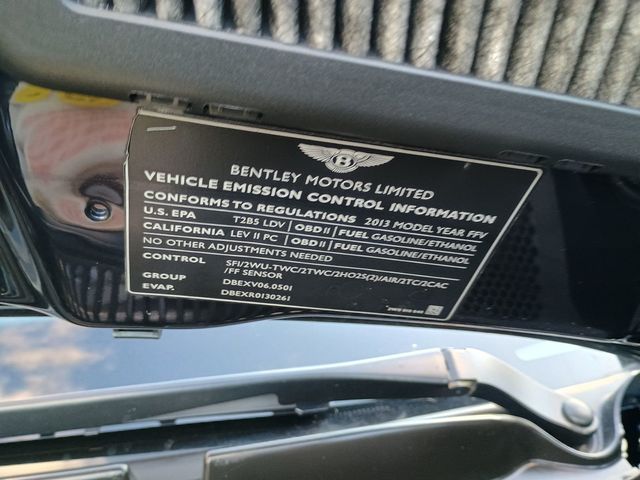 B
BENTLEY MOTORS LIMITED
VEHICLE EMISSION CONTROL INFORMATION
CONFORMS TO REGULATIONS 2013 MODEL YEAR FFV
U.S. EPA T2B5 LDV OBD II FUEL GASOLINE/ETHANOL
CALIFORNIA LEV II PC OBD II FUEL GASOLINE/ETHANOL
NO OTHER ADJUSTMENTS NEEDED
CONTROL SFI/2WU-TWC/2TWC/2HO2S(2)/AIR/2TC/2CAC
/FF SENSOR
GROUP DBEXV06.0501
EVAP. DBEXR0130261